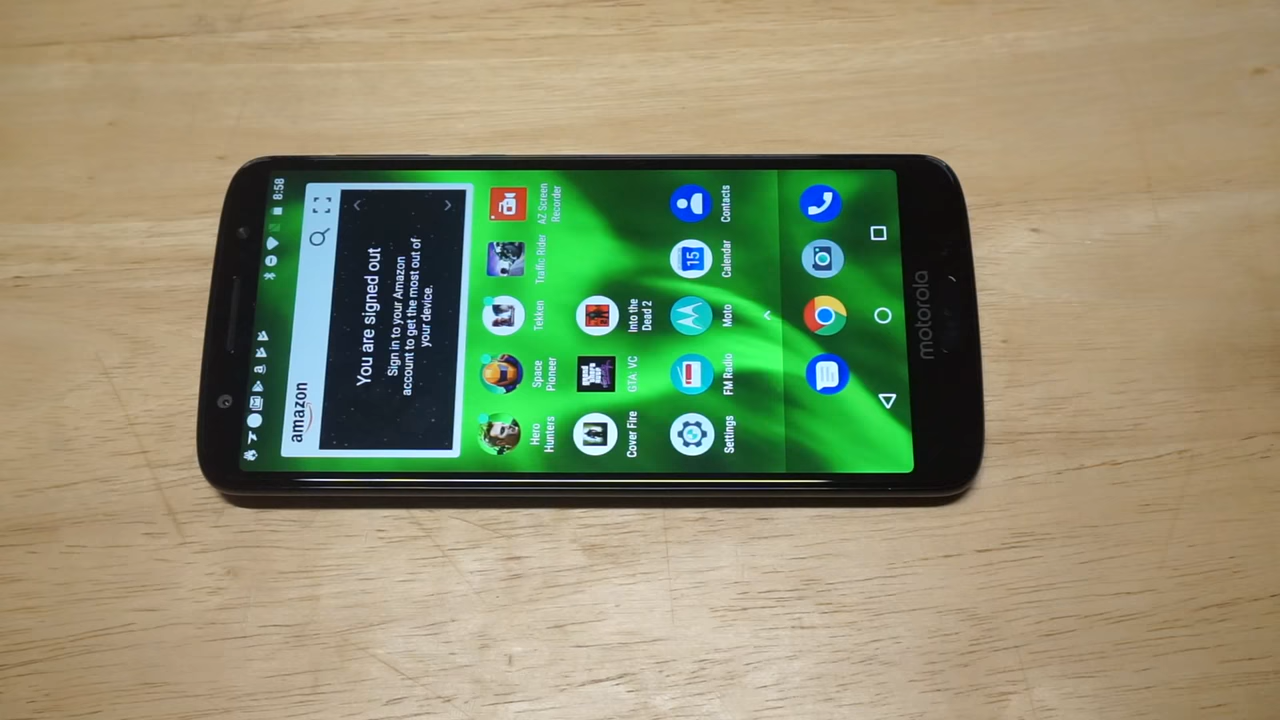 8:58
amazon
You are signed out
Sign in to your Amazon
account to get the most out of
your device.
Hero
Hunters
Space
Pioneer
Tekken
Traffic Rider
AZ Screen
Recorder
Cover Fire
GTA: VC
Into the
Dead 2
Settings
FM Radio
Moto
Calendar
15
Contacts
motorola